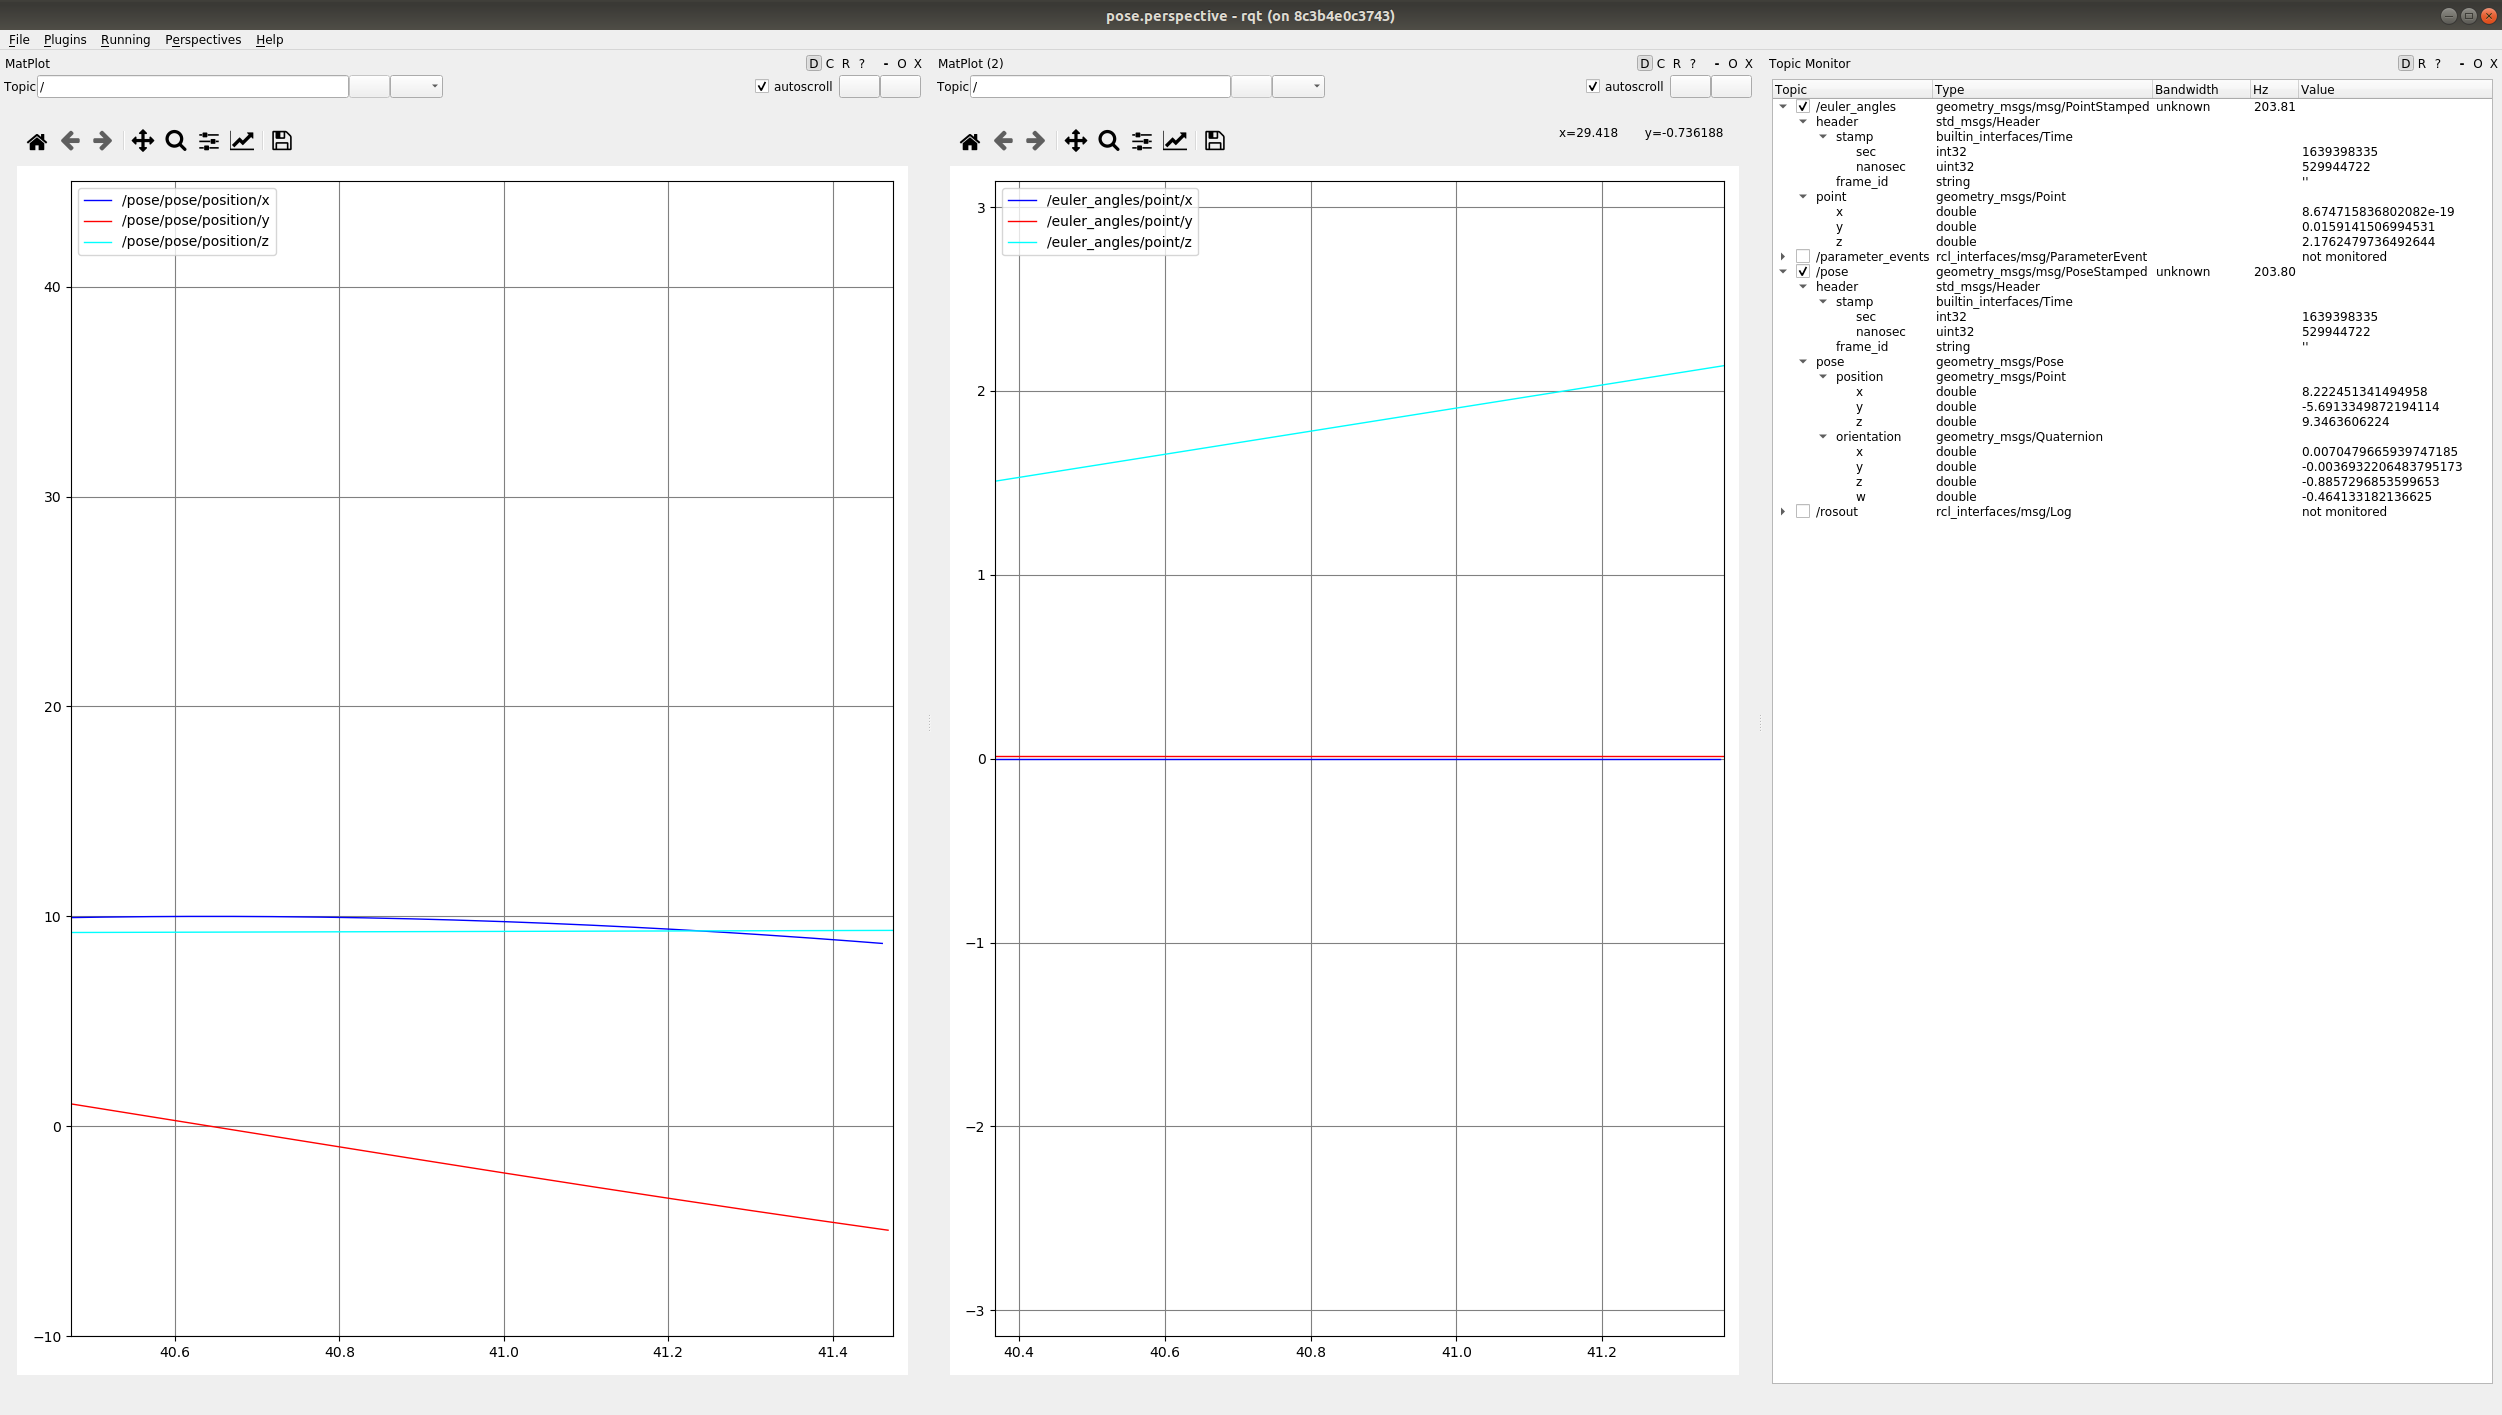 pose.perspective - rqt (on 8c3b4e0c3743)
File Plugins Running Perspectives Help
MatPlot D C R ? - O X
Topic / autoscroll
/pose/pose/position/x
/pose/pose/position/y
/pose/pose/position/z
40
30
20
10
0
−10
40.6 40.8 41.0 41.2 41.4
MatPlot (2) D C R ? - O X
Topic / autoscroll
x=29.418 y=-0.736188
/euler_angles/point/x
/euler_angles/point/y
/euler_angles/point/z
3
2
1
0
−1
−2
−3
40.4 40.6 40.8 41.0 41.2
Topic Monitor D R ? - O X
Topic Type Bandwidth Hz Value
/euler_angles geometry_msgs/msg/PointStamped unknown 203.81
header std_msgs/Header
stamp builtin_interfaces/Time
sec int32 1639398335
nanosec uint32 529944722
frame_id string ''
point geometry_msgs/Point
x double 8.674715836802082e-19
y double 0.0159141506994531
z double 2.1762479736492644
/parameter_events rcl_interfaces/msg/ParameterEvent not monitored
/pose geometry_msgs/msg/PoseStamped unknown 203.80
header std_msgs/Header
stamp builtin_interfaces/Time
sec int32 1639398335
nanosec uint32 529944722
frame_id string ''
pose geometry_msgs/Pose
position geometry_msgs/Point
x double 8.222451341494958
y double -5.6913349872194114
z double 9.3463606224
orientation geometry_msgs/Quaternion
x double 0.0070479665939747185
y double -0.0036932206483795173
z double -0.8857296853599653
w double -0.464133182136625
/rosout rcl_interfaces/msg/Log not monitored